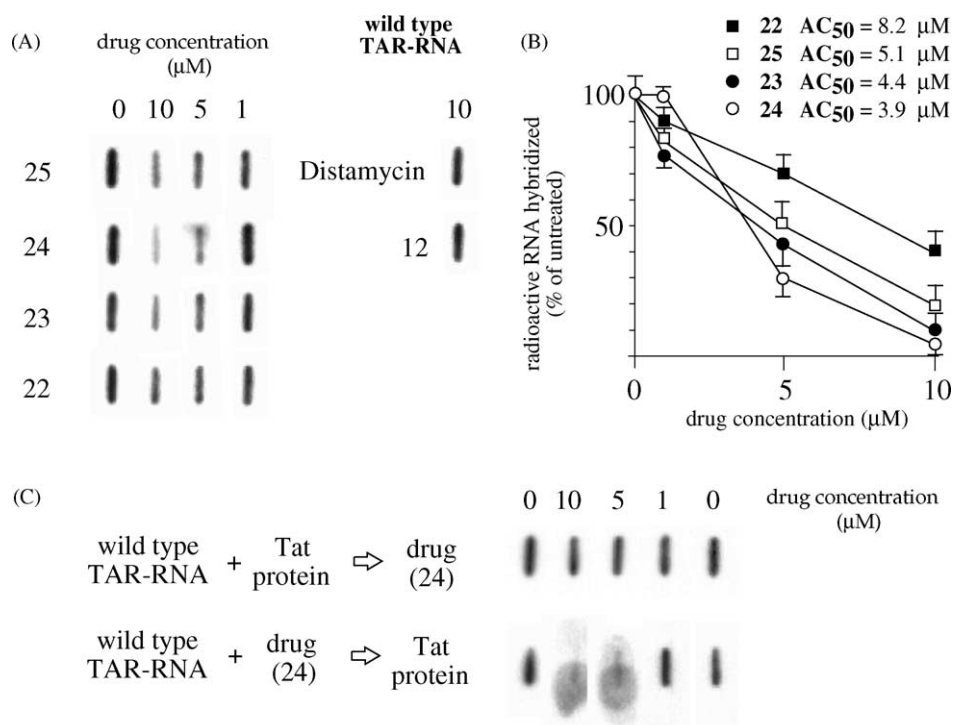 (A)
drug concentration
(μM)
0 10 5 1
25
24
23
22
wild type
TAR-RNA
10
Distamycin
12
(B)
■ 22 AC50 = 8.2 μM
□ 25 AC50 = 5.1 μM
● 23 AC50 = 4.4 μM
○ 24 AC50 = 3.9 μM
radioactive RNA hybridized
(% of untreated)
100
50
0
0 5 10
drug concentration (μM)
(C)
0 10 5 1 0
drug concentration
(μM)
wild type
TAR-RNA + Tat
protein ⇨ drug
(24)
wild type
TAR-RNA + drug
(24) ⇨ Tat
protein